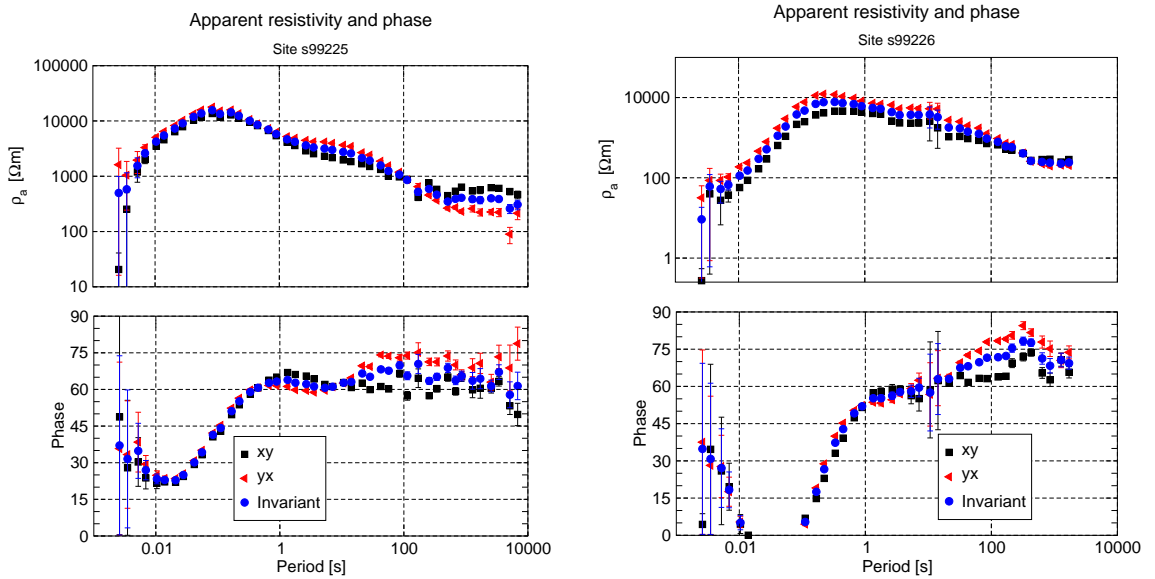 Apparent resistivity and phase
Site s99225
100000
10000
1000
100
10
ρa [Ωm]
90
75
60
45
30
15
0
Phase
xy
yx
Invariant
0.01
1
100
10000
Period [s]
Apparent resistivity and phase
Site s99226
10000
100
1
ρa [Ωm]
90
75
60
45
30
15
0
Phase
xy
yx
Invariant
0.01
1
100
10000
Period [s]